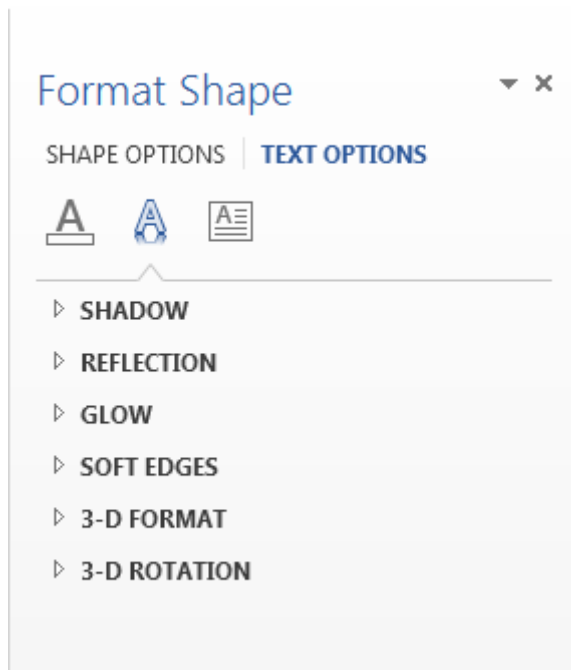 Format Shape
SHAPE OPTIONS TEXT OPTIONS
SHADOW
REFLECTION
GLOW
SOFT EDGES
3-D FORMAT
3-D ROTATION